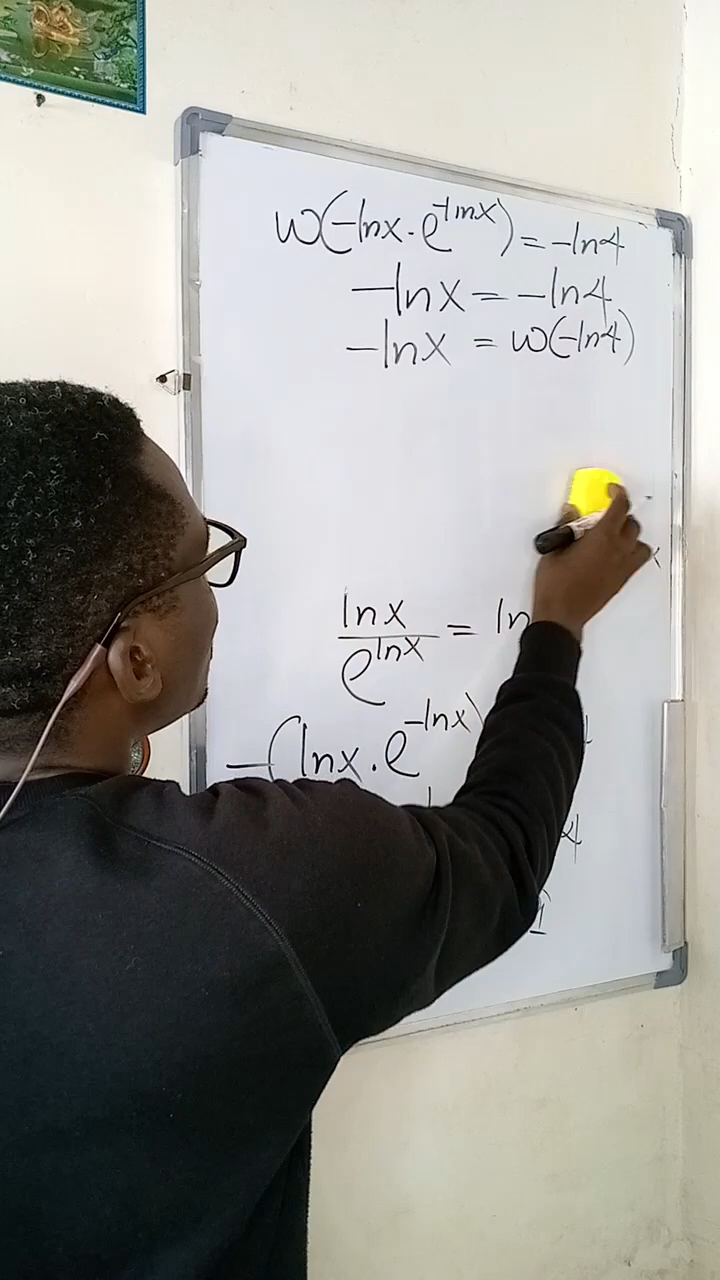 w(-lnx·e^-lnx) = -ln4
-lnx = -ln4
-lnx = w(-ln4)
lnx/e^lnx = ln
-(lnx·e^-lnx)